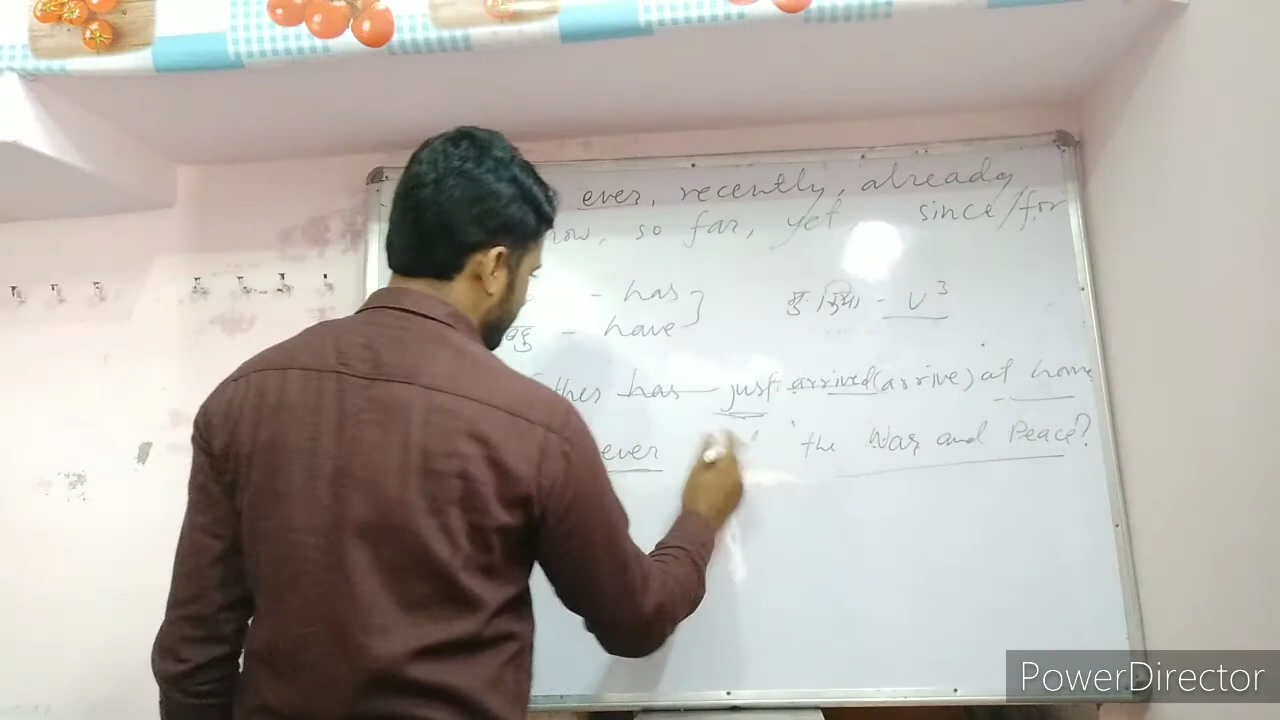 ever, recently, already
now, so far, yet, since/for
- has
बहु - have }
मु: क्रिया - V3
has just arrived (arrive) at home
ever the War and Peace?
PowerDirector